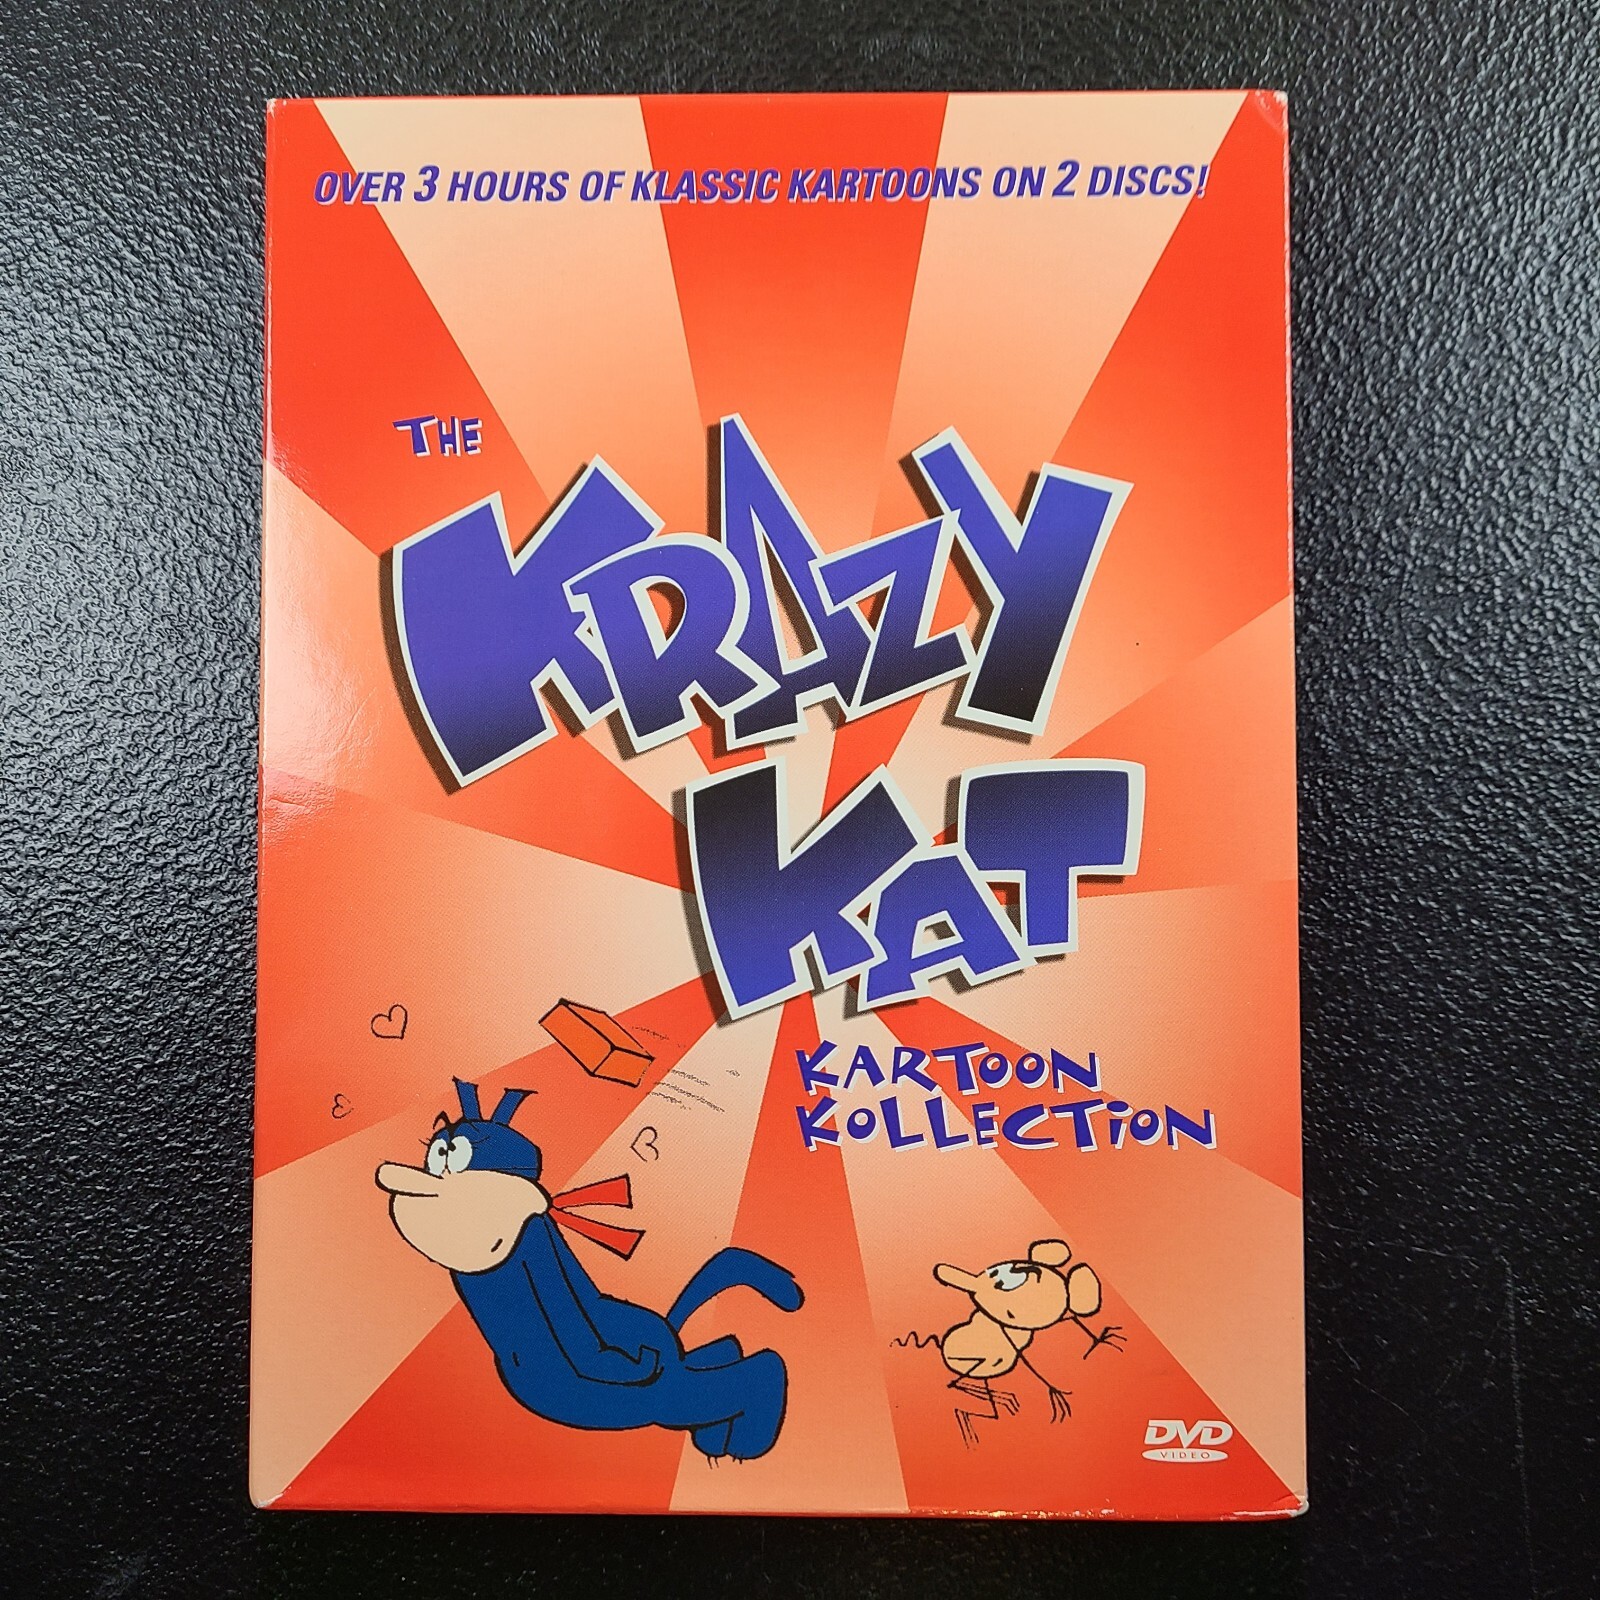 OVER 3 HOURS OF KLASSIC KARTOONS ON 2 DISCS!
THE
KRAZY
KAT
KARTOON
KOLLECTiON
DVD
VIDEO